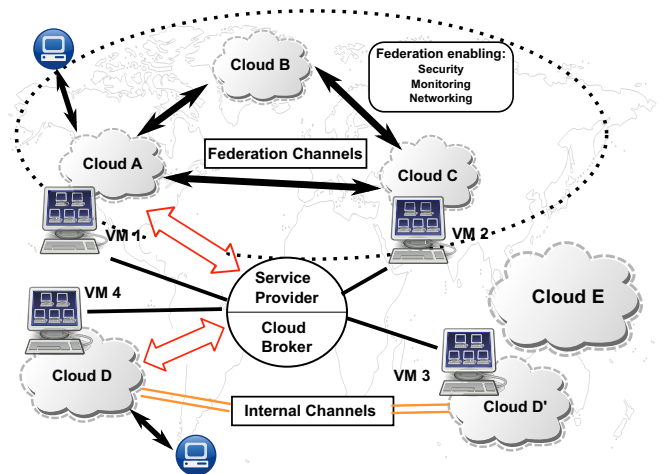 Cloud B
Federation enabling:
Security
Monitoring
Networking
Cloud A
Federation Channels
Cloud C
VM 1
VM 2
Service
Provider
Cloud
Broker
VM 4
Cloud E
Cloud D
VM 3
Internal Channels
Cloud D'